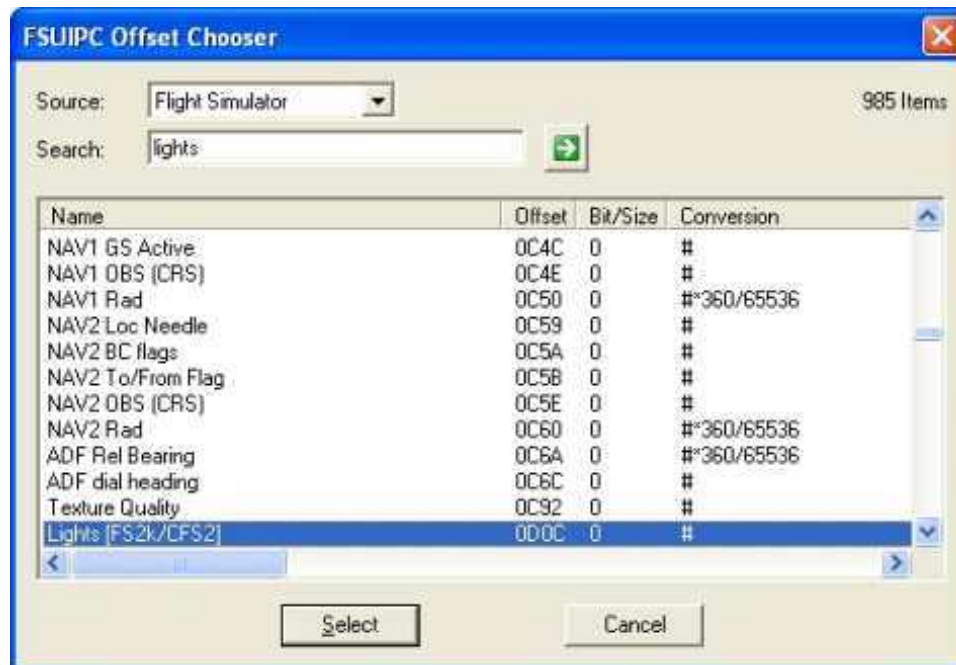 FSUIPC Offset Chooser
Source: Flight Simulator 985 Items
Search: lights
Name Offset Bit/Size Conversion
NAV1 GS Active 0C4C 0 #
NAV1 OBS (CRS) 0C4E 0 #
NAV1 Rad 0C50 0 #*360/65536
NAV2 Loc Needle 0C59 0 #
NAV2 BC flags 0C5A 0 #
NAV2 To/From Flag 0C5B 0 #
NAV2 OBS (CRS) 0C5E 0 #
NAV2 Rad 0C60 0 #*360/65536
ADF Rel Bearing 0C6A 0 #*360/65536
ADF dial heading 0C6C 0 #
Texture Quality 0C92 0 #
Lights [FS2k/CFS2] 0D0C 0 #
Select Cancel